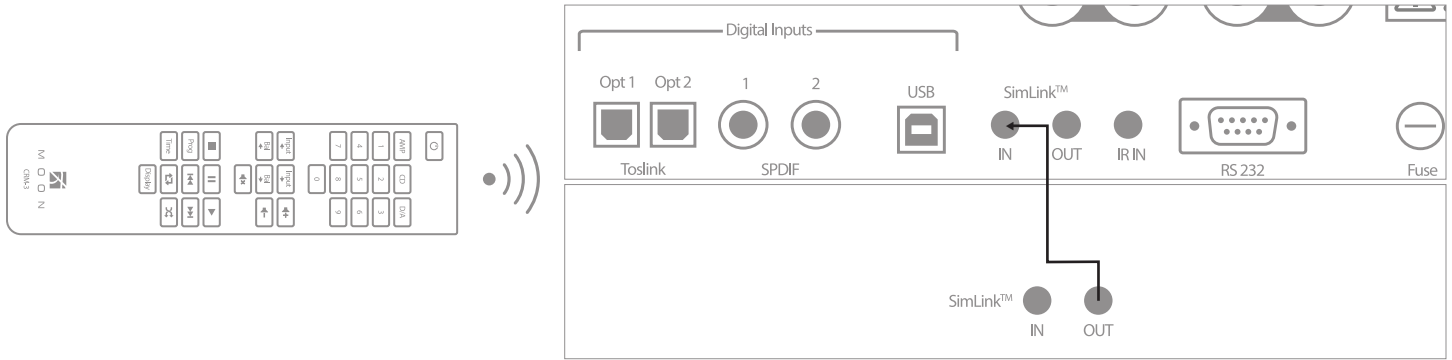 Digital Inputs
Opt 1 Opt 2 1 2 USB SimLink™
IN OUT IR IN
Toslink SPDIF RS 232 Fuse
SimLink™
IN OUT
AMP CD D/A
1 2 3
4 5 6
7 8 9
0
Input Input
Bal Bal
Prog
Time Display
MOON
CRM-3